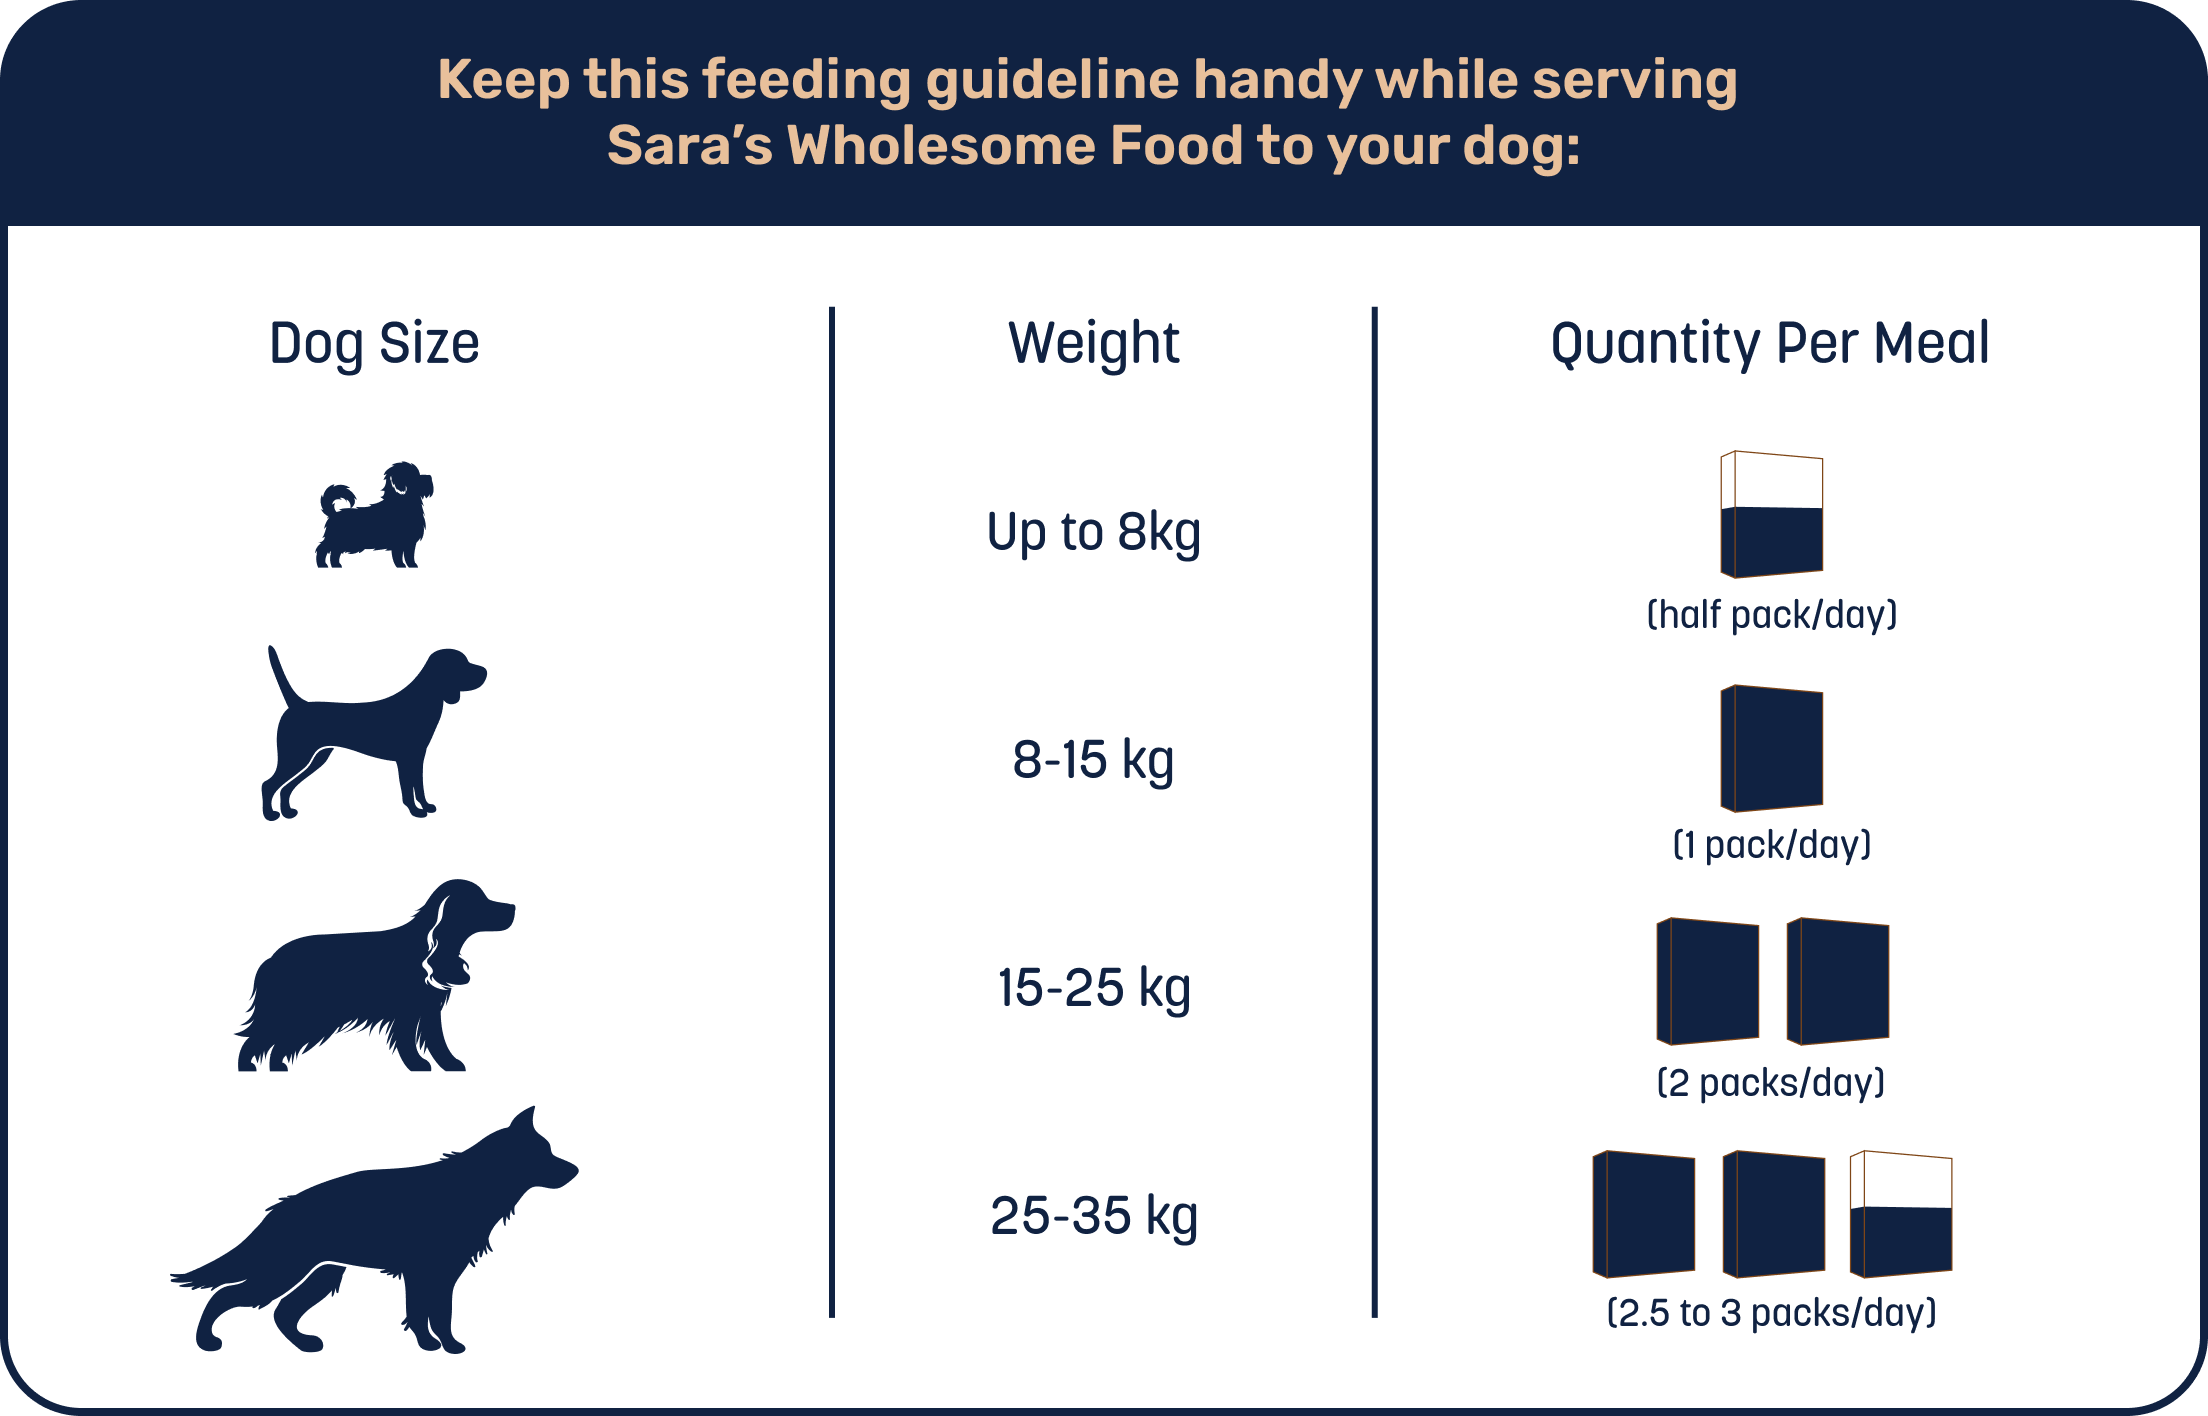 Keep this feeding guideline handy while serving
Sara’s Wholesome Food to your dog:
Dog Size
Weight
Quantity Per Meal
Up to 8kg
(half pack/day)
8-15 kg
(1 pack/day)
15-25 kg
(2 packs/day)
25-35 kg
(2.5 to 3 packs/day)